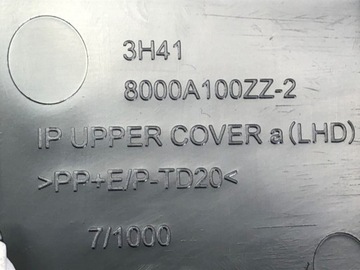 3H41
8000A100ZZ-2
IP UPPER COVER a (LHD)
>PP+E/P-TD20<
7/1000